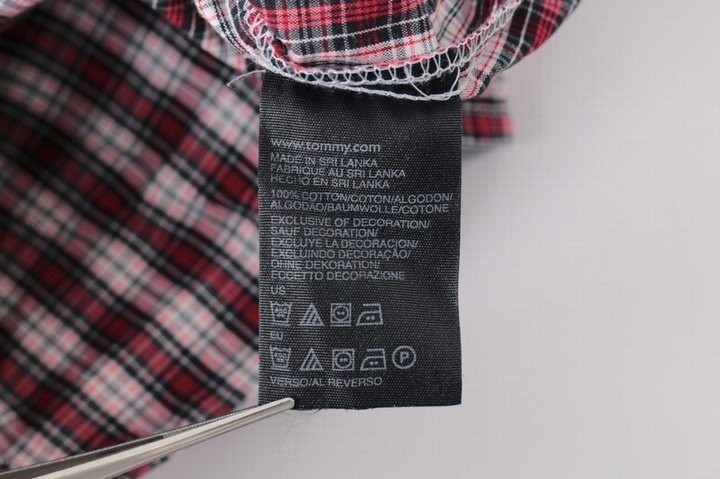 www.tommy.com
MADE IN SRI LANKA
FABRIQUE AU SRI LANKA
HECHO EN SRI LANKA
100% COTTON/COTON/ALGODON/
ALGODÃO/BAUMWOLLE/COTONE
EXCLUSIVE OF DECORATION/
SAUF DECORATION/
EXCLUYE LA DECORACION/
EXCLUINDO DECORAÇÃO/
OHNE DEKORATION/
ECCETTO DECORAZIONE
US
EU
P
VERSO/AL REVERSO